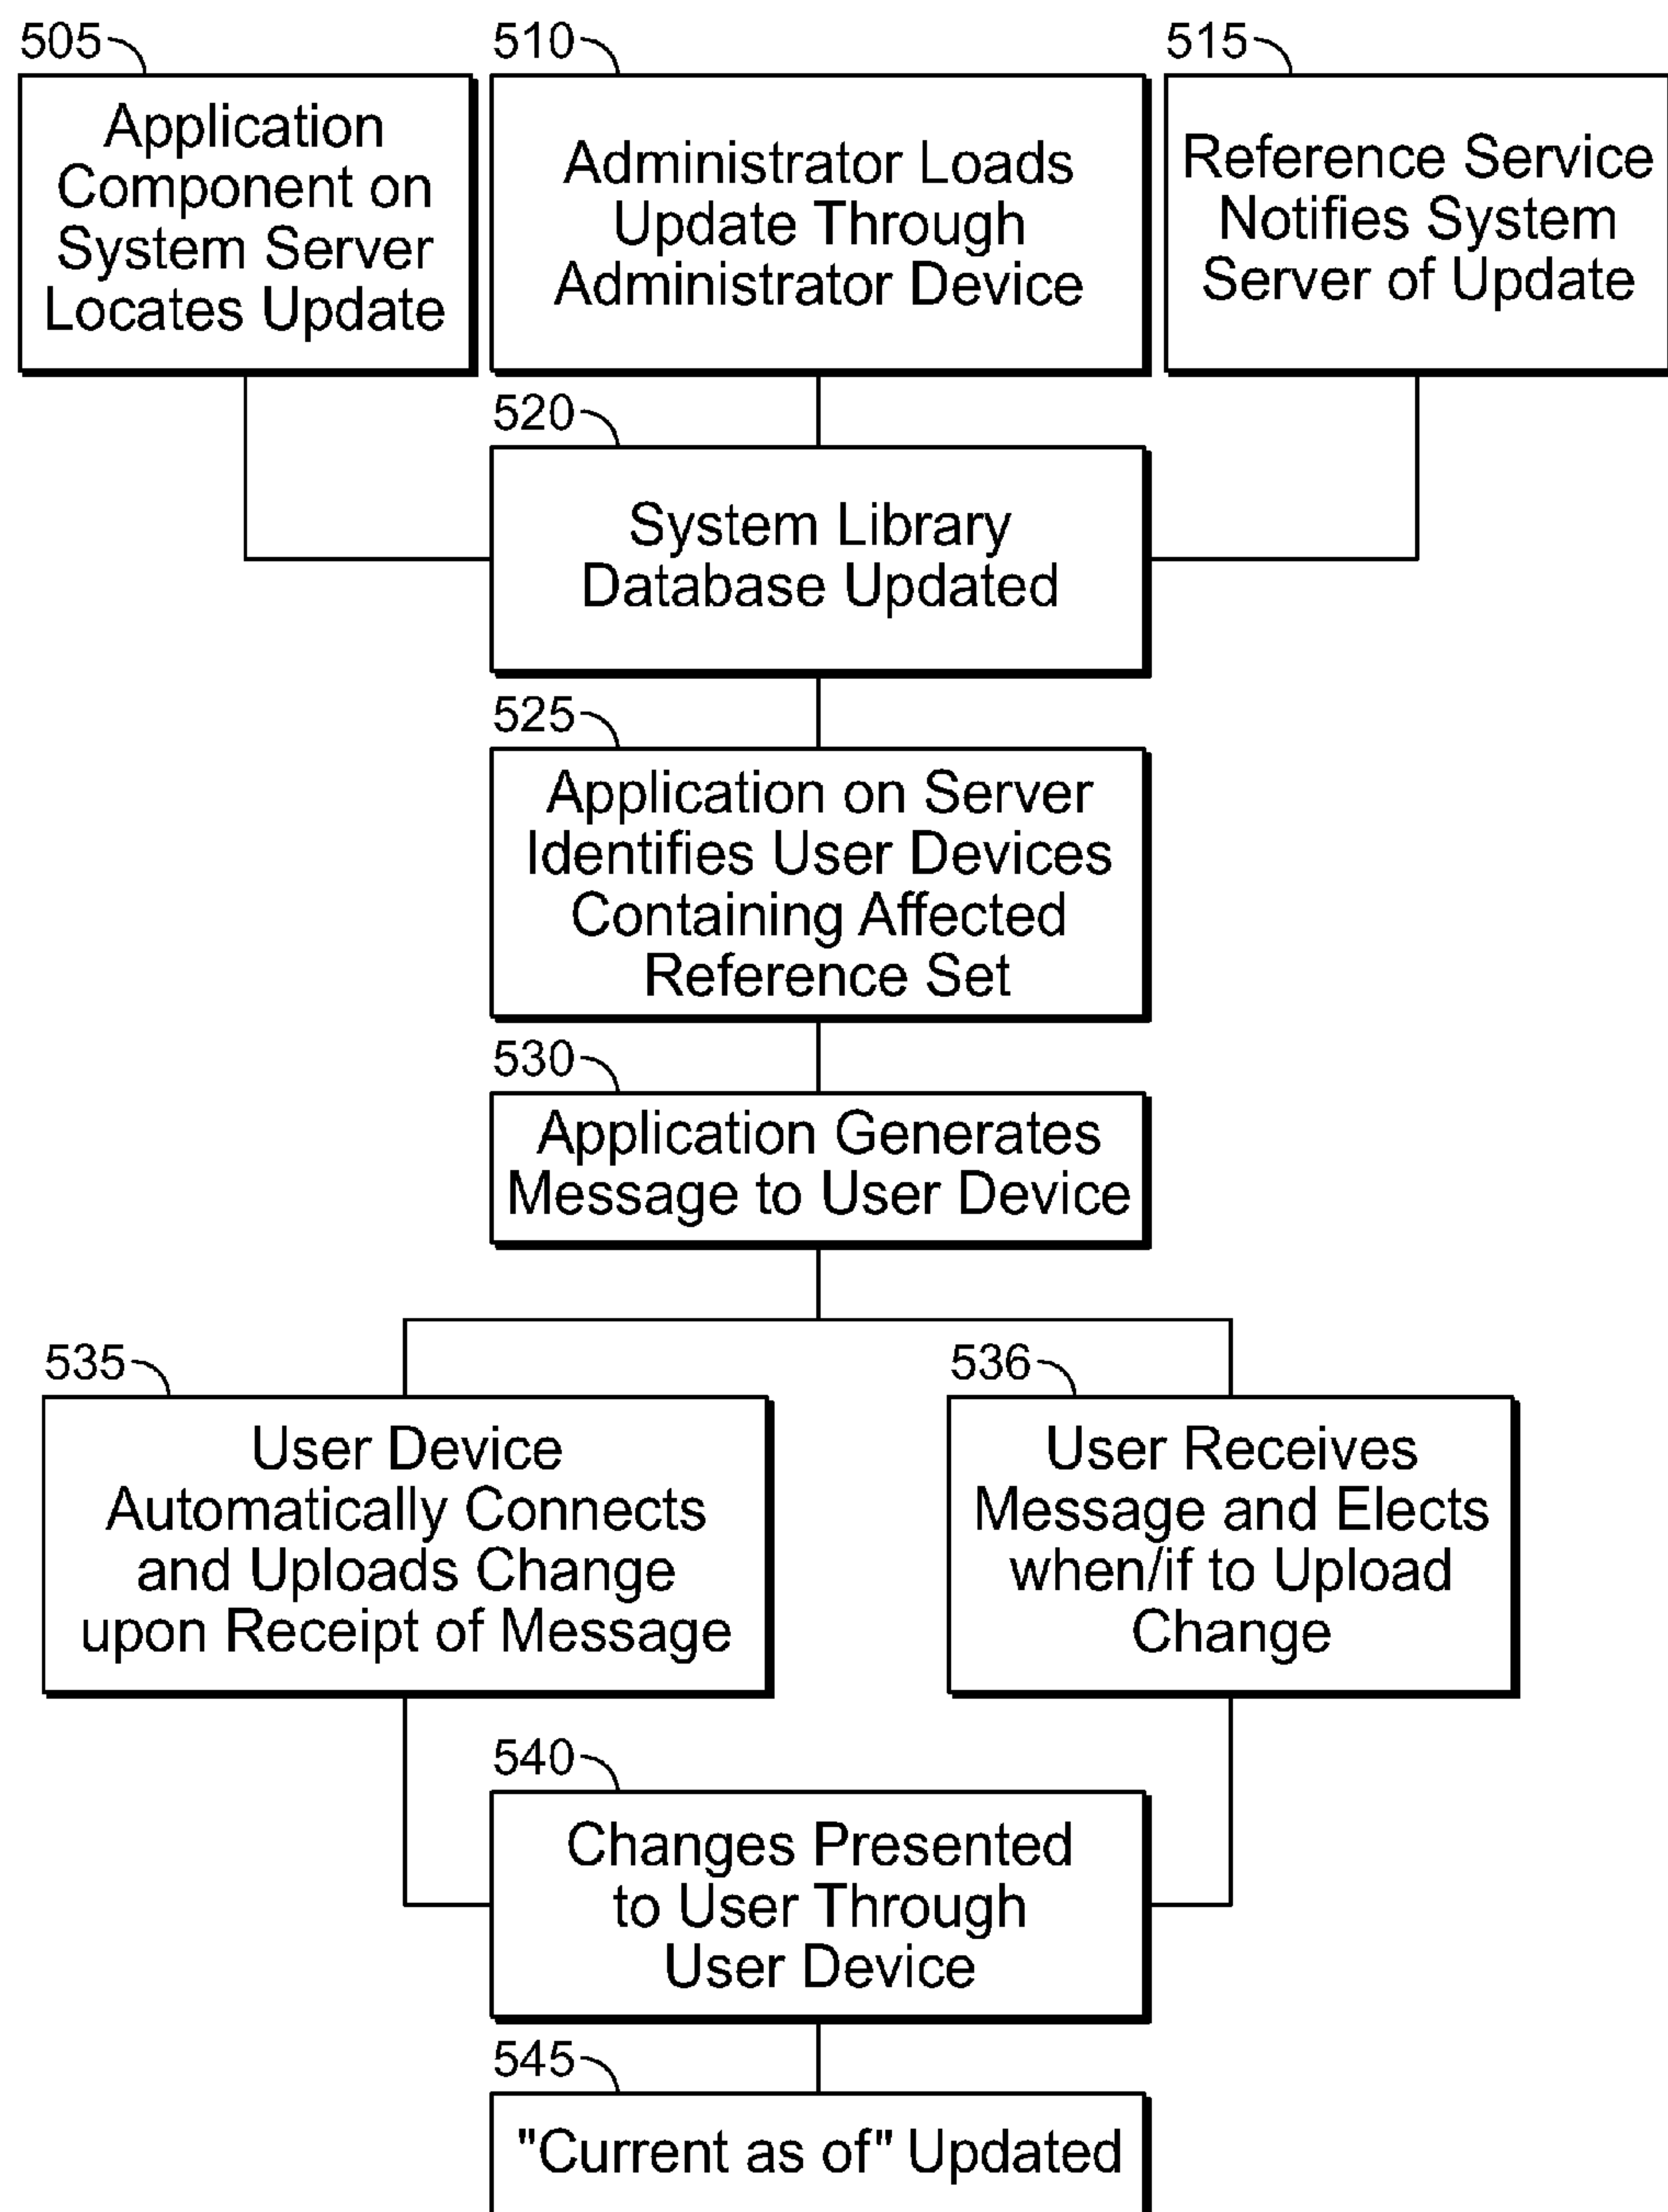 505
Application
Component on
System Server
Locates Update
510
Administrator Loads
Update Through
Administrator Device
515
Reference Service
Notifies System
Server of Update
520
System Library
Database Updated
525
Application on Server
Identifies User Devices
Containing Affected
Reference Set
530
Application Generates
Message to User Device
535
User Device
Automatically Connects
and Uploads Change
upon Receipt of Message
536
User Receives
Message and Elects
when/if to Upload
Change
540
Changes Presented
to User Through
User Device
545
"Current as of" Updated